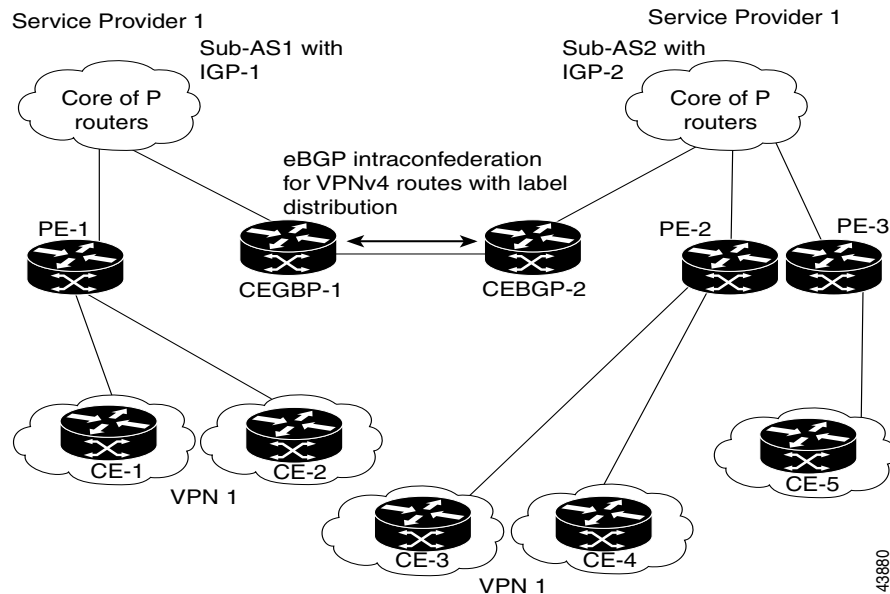 Service Provider 1
Service Provider 1
Sub-AS1 with
IGP-1
Sub-AS2 with
IGP-2
Core of P
routers
Core of P
routers
eBGP intraconfederation
for VPNv4 routes with label
distribution
PE-1
PE-2
PE-3
CEGBP-1
CEBGP-2
CE-1
CE-2
VPN 1
CE-5
CE-3
CE-4
VPN 1
43880